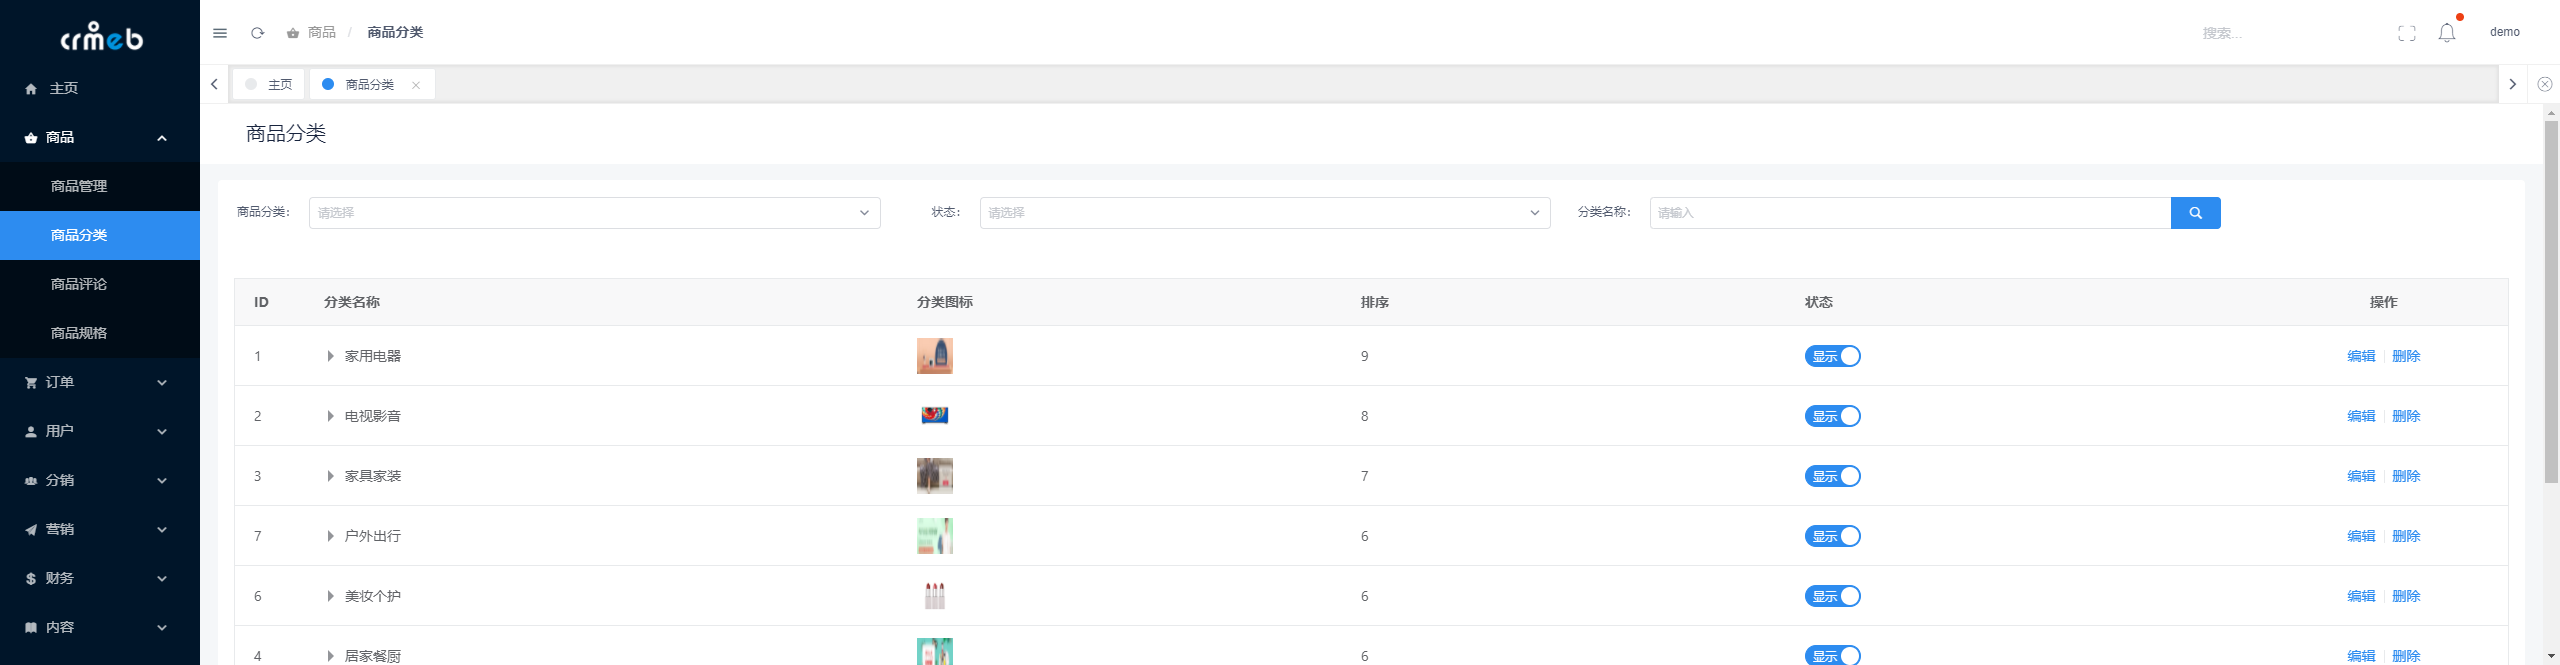 crmeb
商品 / 商品分类
搜索...
demo
主页
商品分类
主页
商品
商品管理
商品分类
商品评论
商品规格
订单
用户
分销
营销
财务
内容
商品分类
商品分类： 请选择
状态： 请选择
分类名称： 请输入
ID 分类名称 分类图标 排序 状态 操作
1 家用电器 9 显示 编辑 删除
2 电视影音 8 显示 编辑 删除
3 家具家装 7 显示 编辑 删除
7 户外出行 6 显示 编辑 删除
6 美妆个护 6 显示 编辑 删除
4 居家餐厨 6 显示 编辑 删除